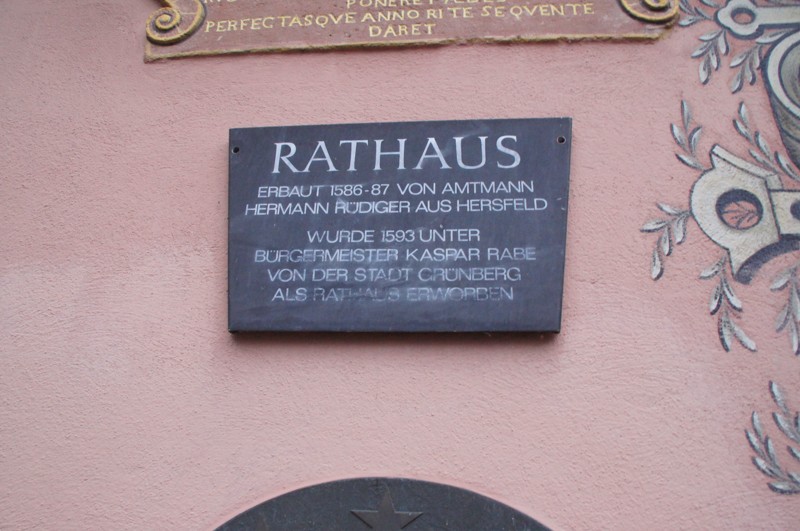 PERFECTASQVE ANNO RITE SEQVENTE
DARET
RATHAUS
ERBAUT 1586-87 VON AMTMANN
HERMANN RÜDIGER AUS HERSFELD
WURDE 1593 UNTER
BÜRGERMEISTER KASPAR RABE
VON DER STADT GRÜNBERG
ALS RATHAUS ERWORBEN